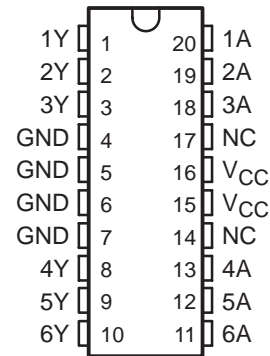 1Y 1 20 1A
2Y 2 19 2A
3Y 3 18 3A
GND 4 17 NC
GND 5 16 VCC
GND 6 15 VCC
GND 7 14 NC
4Y 8 13 4A
5Y 9 12 5A
6Y 10 11 6A